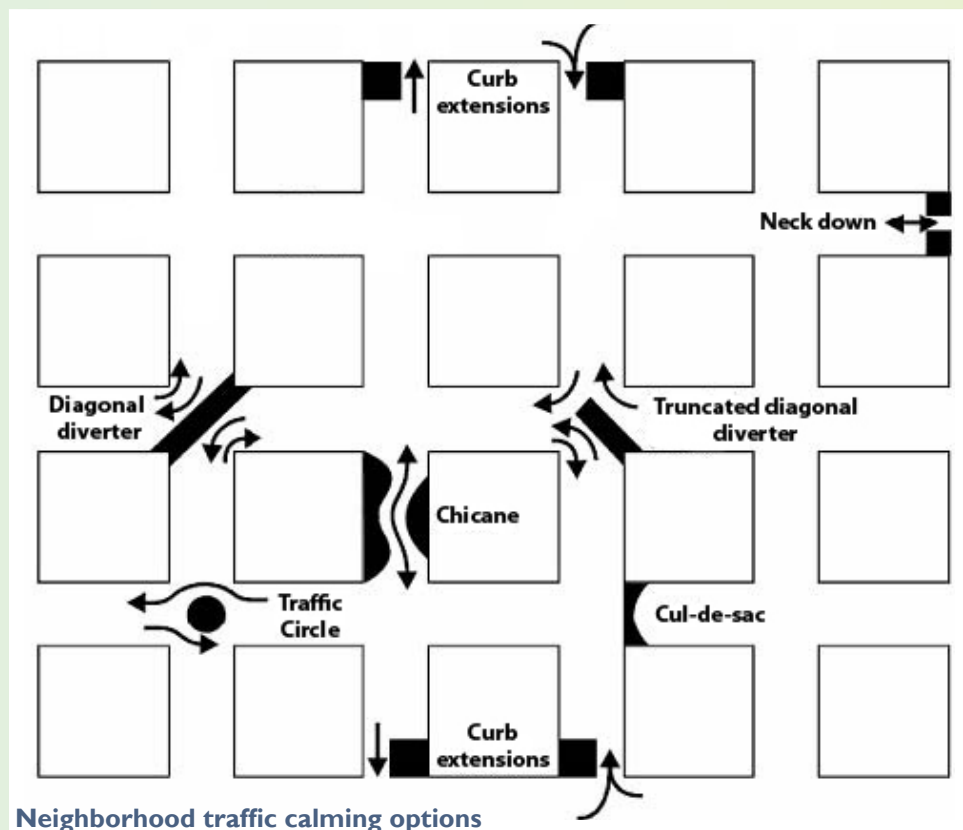 Curb
extensions
Neck down
Diagonal
diverter
Truncated diagonal
diverter
Chicane
Traffic
Circle
Cul-de-sac
Curb
extensions
Neighborhood traffic calming options